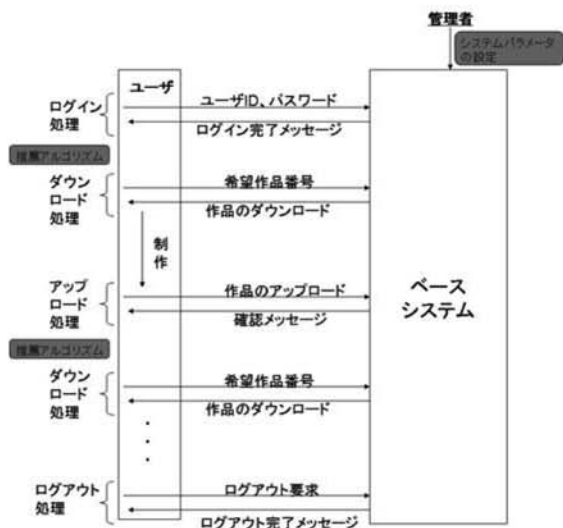 管理者
システムパラメータ
の設定
ユーザ
ログイン
処理
ユーザID、パスワード
ログイン完了メッセージ
推薦アルゴリズム
ダウン
ロード
処理
希望作品番号
作品のダウンロード
制
作
アップ
ロード
処理
作品のアップロード
確認メッセージ
ベース
システム
推薦アルゴリズム
ダウン
ロード
処理
希望作品番号
作品のダウンロード
ログアウト
処理
ログアウト要求
ログアウト完了メッセージ